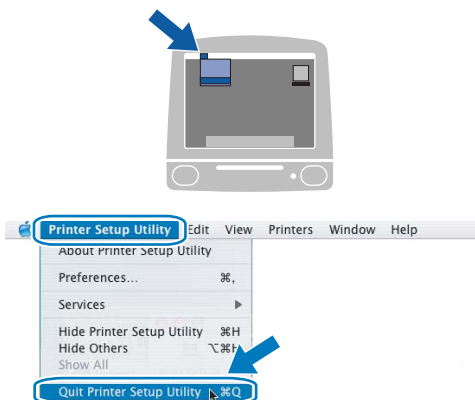 Printer Setup Utility Edit View Printers Window Help
About Printer Setup Utility
Preferences... ⌘,
Services ▶
Hide Printer Setup Utility ⌘H
Hide Others ⌥⌘H
Show All
Quit Printer Setup Utility ⌘Q